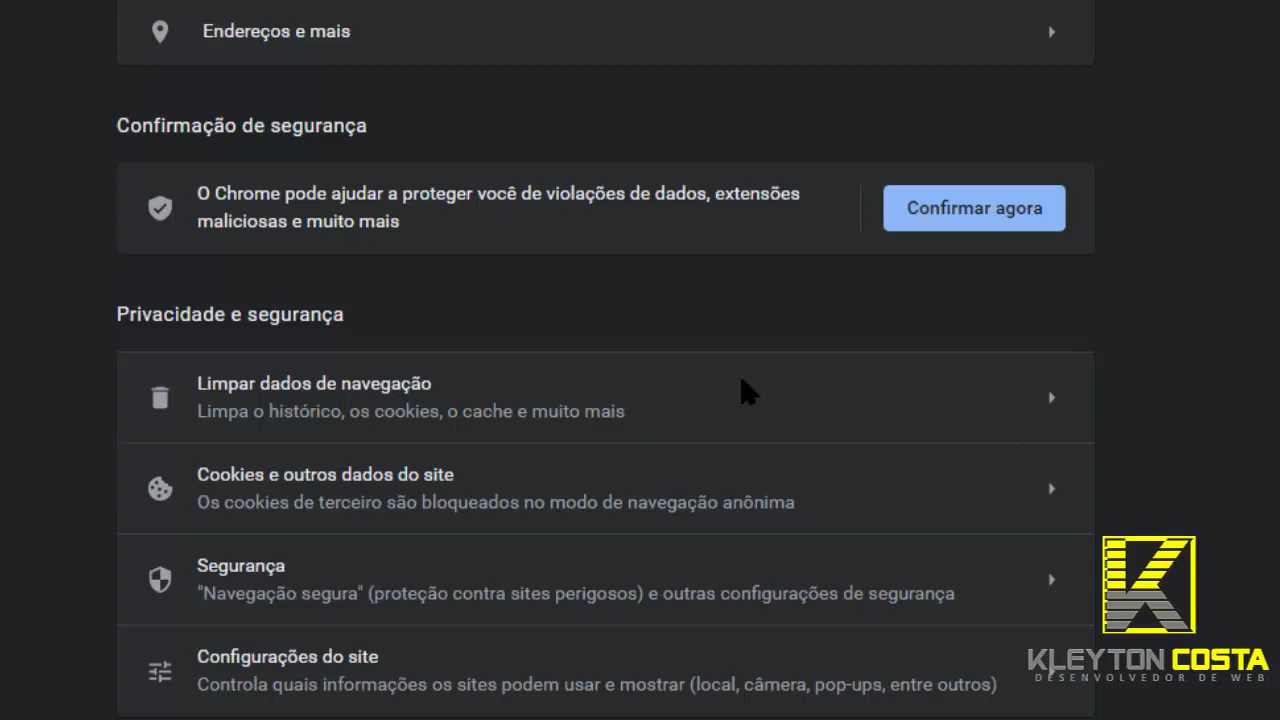 Endereços e mais
Confirmação de segurança
O Chrome pode ajudar a proteger você de violações de dados, extensões
maliciosas e muito mais
Confirmar agora
Privacidade e segurança
Limpar dados de navegação
Limpa o histórico, os cookies, o cache e muito mais
Cookies e outros dados do site
Os cookies de terceiro são bloqueados no modo de navegação anônima
Segurança
"Navegação segura" (proteção contra sites perigosos) e outras configurações de segurança
Configurações do site
Controla quais informações os sites podem usar e mostrar (local, câmera, pop-ups, entre outros)
K
KLEYTON COSTA
DESENVOLVEDOR DE WEB